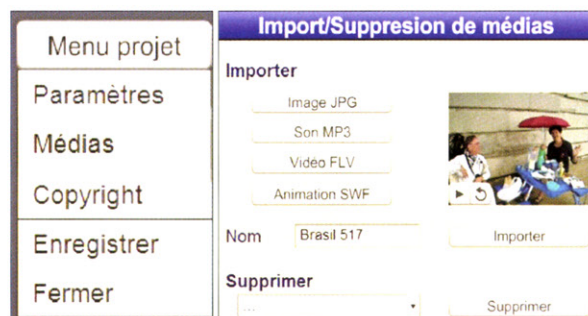 Menu projet
Paramètres
Médias
Copyright
Enregistrer
Fermer
Import/Suppresion de médias
Importer
Image JPG
Son MP3
Vidéo FLV
Animation SWF
Nom
Brasil 517
Importer
Supprimer
...
Supprimer